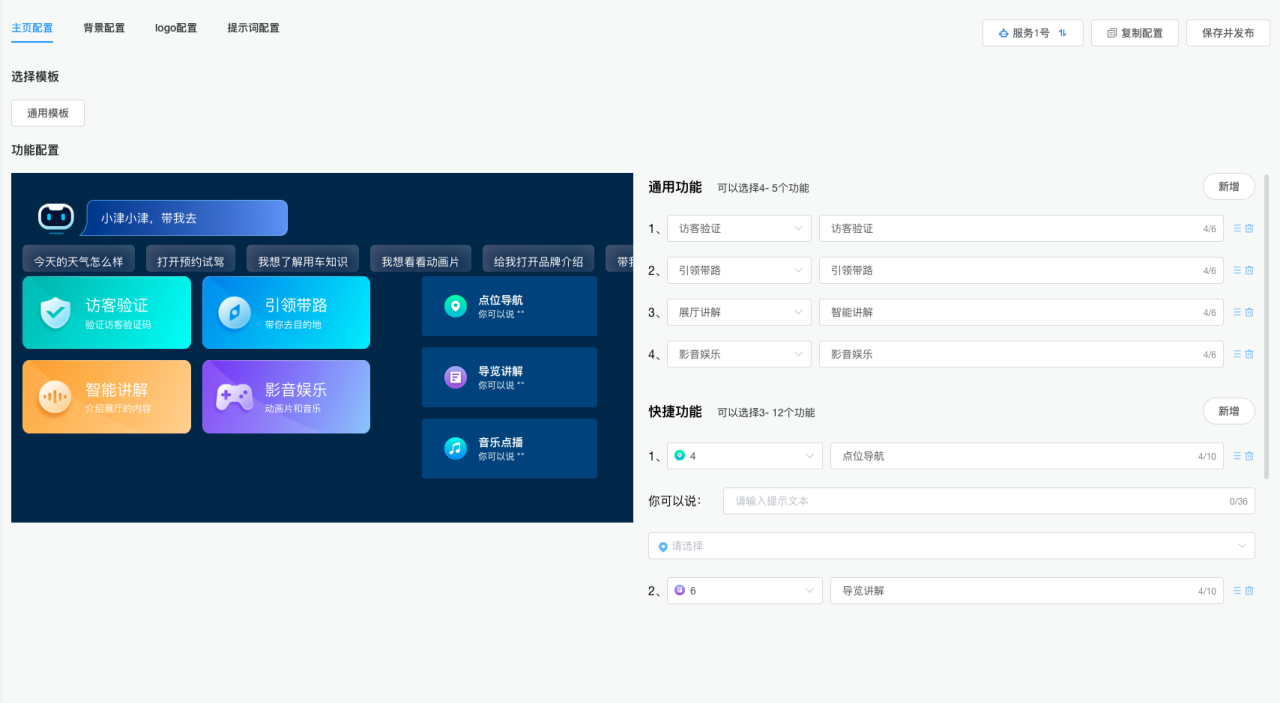 主页配置
背景配置
logo配置
提示词配置
服务1号
复制配置
保存并发布
选择模板
通用模板
功能配置
小津小津，带我去
今天的天气怎么样
打开预约试驾
我想了解用车知识
我想看看动画片
给我打开品牌介绍
访客验证
验证访客验证码
引领带路
带你去目的地
智能讲解
介绍展厅的内容
影音娱乐
动画片和音乐
点位导航
你可以说 ""
导览讲解
你可以说 ""
音乐点播
你可以说 ""
通用功能 可以选择4- 5个功能
新增
1、 访客验证 访客验证 4/6
2、 引领带路 引领带路 4/6
3、 展厅讲解 智能讲解 4/6
4、 影音娱乐 影音娱乐 4/6
快捷功能 可以选择3- 12个功能
新增
1、 4 点位导航 4/10
你可以说： 请输入提示文本 0/36
请选择
2、 6 导览讲解 4/10